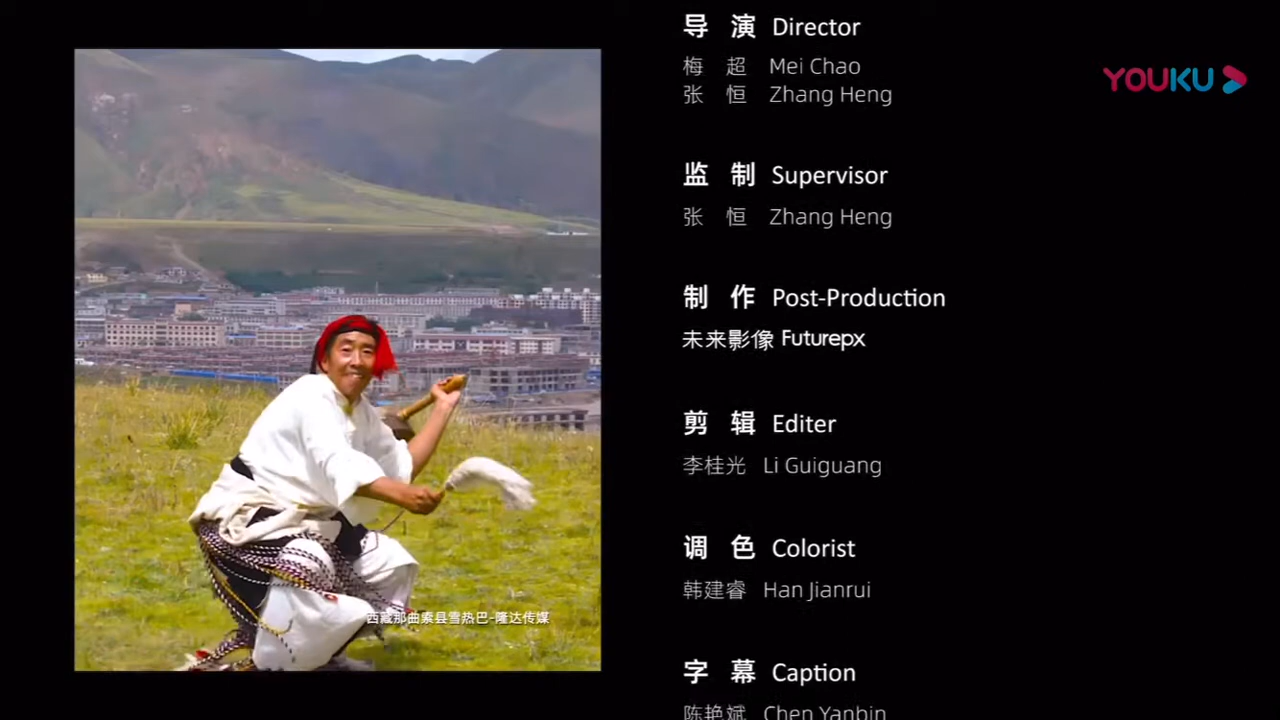 导 演 Director
梅 超 Mei Chao
张 恒 Zhang Heng
YOUKU
监 制 Supervisor
张 恒 Zhang Heng
制 作 Post-Production
未来影像 Futurepx
剪 辑 Editer
李桂光 Li Guiguang
调 色 Colorist
韩建睿 Han Jianrui
西藏那曲索县雪热巴-隆达传媒
字 幕 Caption
陈艳斌 Chen Yanbin